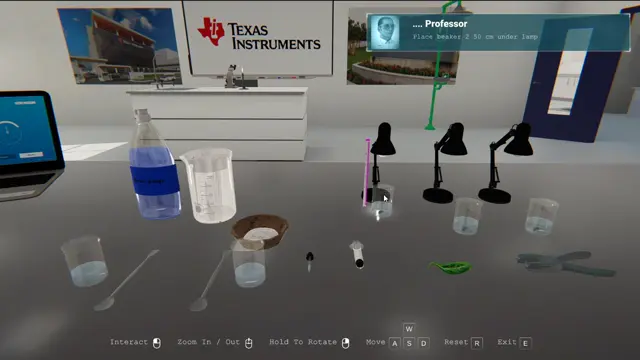 .... Professor
Place beaker 2 50 cm under lamp
TEXAS
INSTRUMENTS
Interact
Zoom In / Out
Hold To Rotate
Move
W
A
S
D
Reset
R
Exit
E